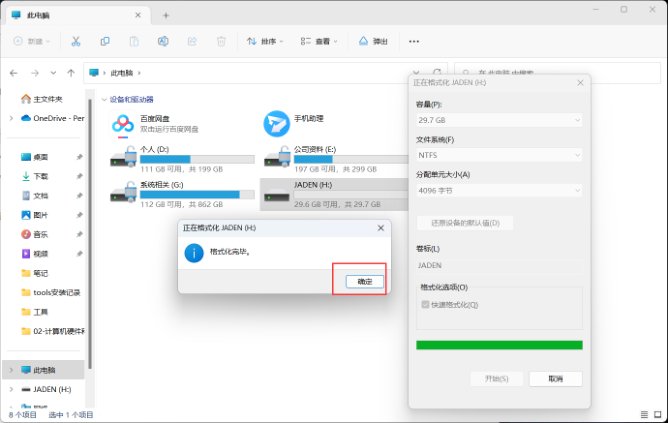 此电脑
新建
排序
查看
弹出
此电脑
在 此电脑 中搜索
主文件夹
OneDrive - Per
桌面
下载
文档
图片
音乐
视频
笔记
tools安装记录
工具
02-计算机硬件和
此电脑
JADEN (H:)
设备和驱动器
百度网盘
双击运行百度网盘
手机助理
个人 (D:)
111 GB 可用，共 199 GB
公司资料 (E:)
197 GB 可用，共 299 GB
系统相关 (G:)
112 GB 可用，共 862 GB
JADEN (H:)
29.6 GB 可用，共 29.7 GB
正在格式化 JADEN (H:)
格式化完毕。
确定
正在格式化 JADEN (H:)
容量(P):
29.7 GB
文件系统(F)
NTFS
分配单元大小(A)
4096 字节
还原设备的默认值(D)
卷标(L)
JADEN
格式化选项(O)
快速格式化(Q)
开始(S)
取消
8 个项目
选中 1 个项目